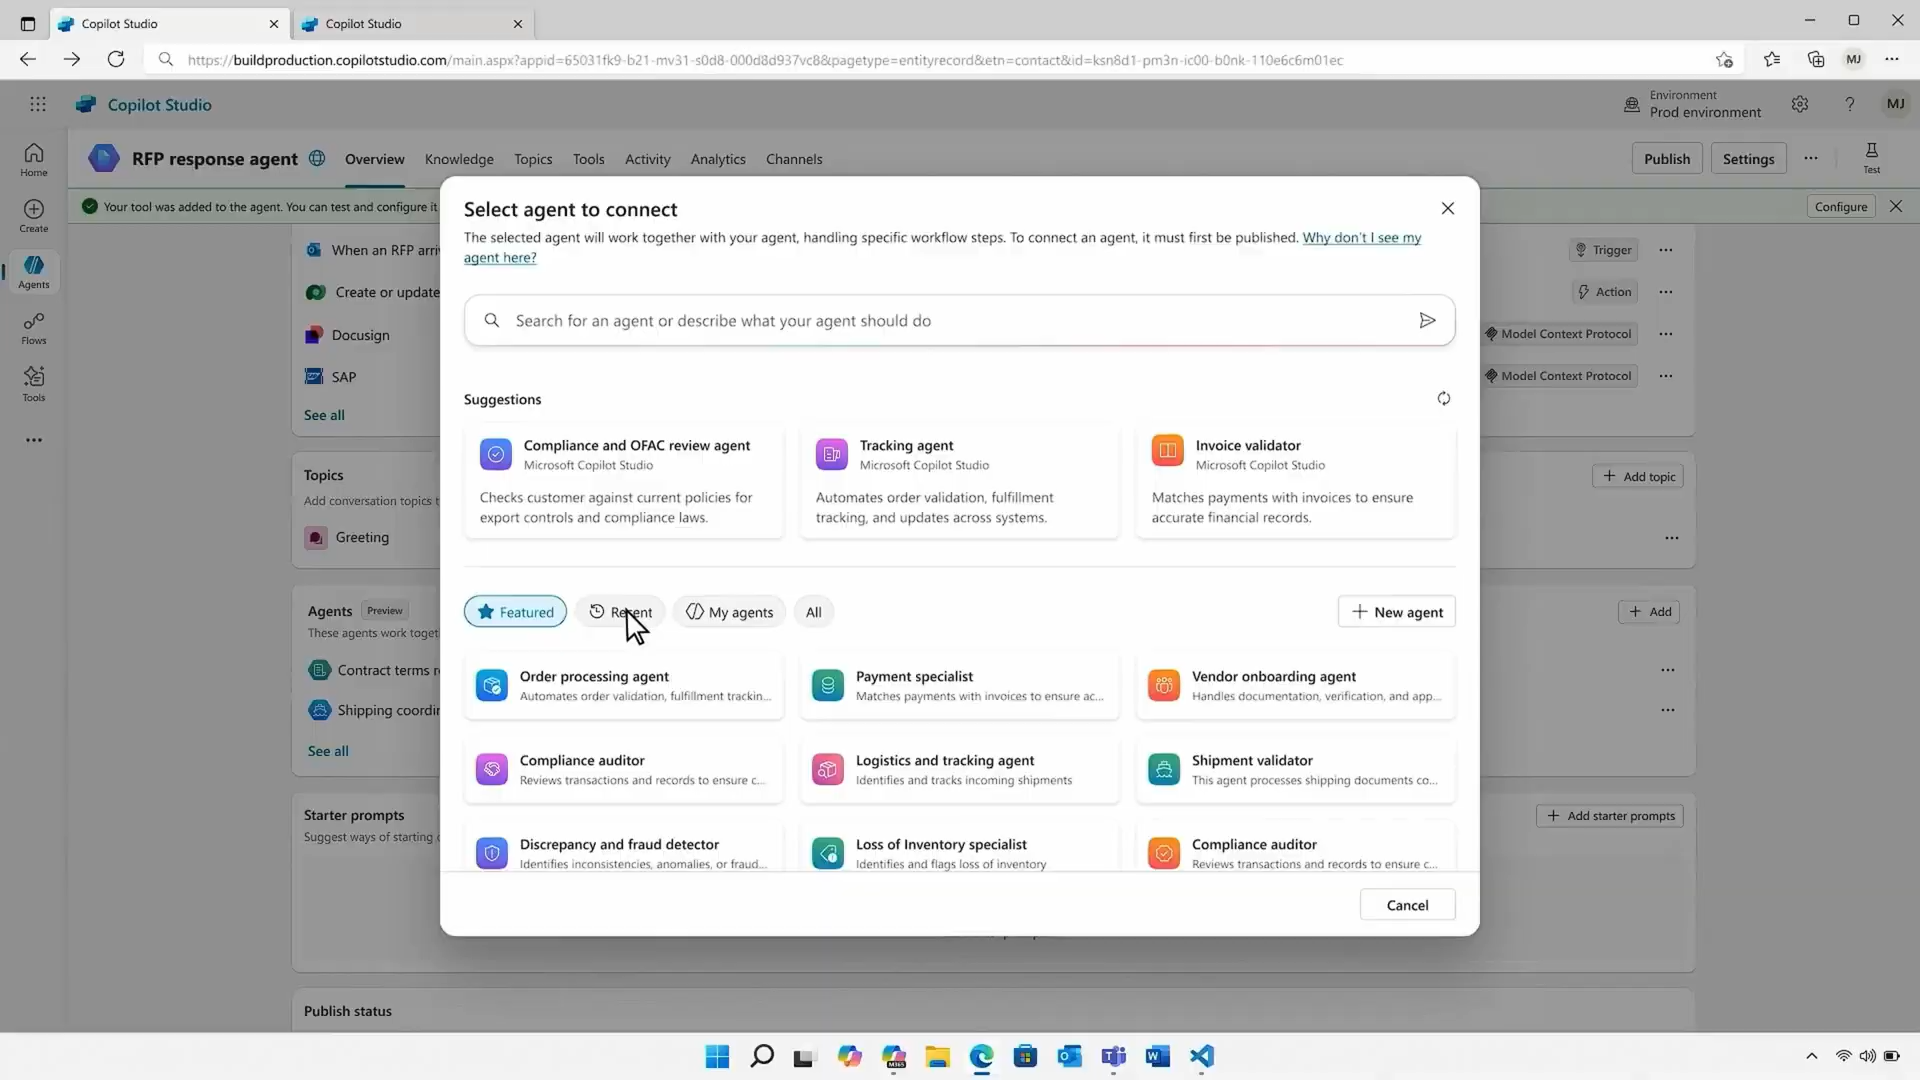 Copilot Studio
Copilot Studio
https://buildproduction.copilotstudio.com/main.aspx?appid=65031fk9-b21-mv31-s0d8-000d8d937vc8&pagetype=entityrecord&etn=contact&id=ksn8d1-pm3n-ic00-b0nk-110e6c6m01ec
MJ
Copilot Studio
Environment
Prod environment
MJ
RFP response agent
Overview
Knowledge
Topics
Tools
Activity
Analytics
Channels
Publish
Settings
Test
Home
Create
Agents
Flows
Tools
Your tool was added to the agent. You can test and configure it
Configure
When an RFP arri
Trigger
Create or update
Action
Docusign
Model Context Protocol
SAP
Model Context Protocol
See all
Topics
Add conversation topics t
Add topic
Greeting
Agents
Preview
Add
These agents work toget
Contract terms r
Shipping coordi
See all
Starter prompts
Suggest ways of starting c
Add starter prompts
Publish status
Select agent to connect
The selected agent will work together with your agent, handling specific workflow steps. To connect an agent, it must first be published. Why don't I see my
agent here?
Search for an agent or describe what your agent should do
Suggestions
Compliance and OFAC review agent
Microsoft Copilot Studio
Checks customer against current policies for
export controls and compliance laws.
Tracking agent
Microsoft Copilot Studio
Automates order validation, fulfillment
tracking, and updates across systems.
Invoice validator
Microsoft Copilot Studio
Matches payments with invoices to ensure
accurate financial records.
Featured
Recent
My agents
All
New agent
Order processing agent
Automates order validation, fulfillment trackin...
Payment specialist
Matches payments with invoices to ensure ac...
Vendor onboarding agent
Handles documentation, verification, and app...
Compliance auditor
Reviews transactions and records to ensure c...
Logistics and tracking agent
Identifies and tracks incoming shipments
Shipment validator
This agent processes shipping documents co...
Discrepancy and fraud detector
Identifies inconsistencies, anomalies, or fraud...
Loss of Inventory specialist
Identifies and flags loss of inventory
Compliance auditor
Reviews transactions and records to ensure c...
Cancel
M365